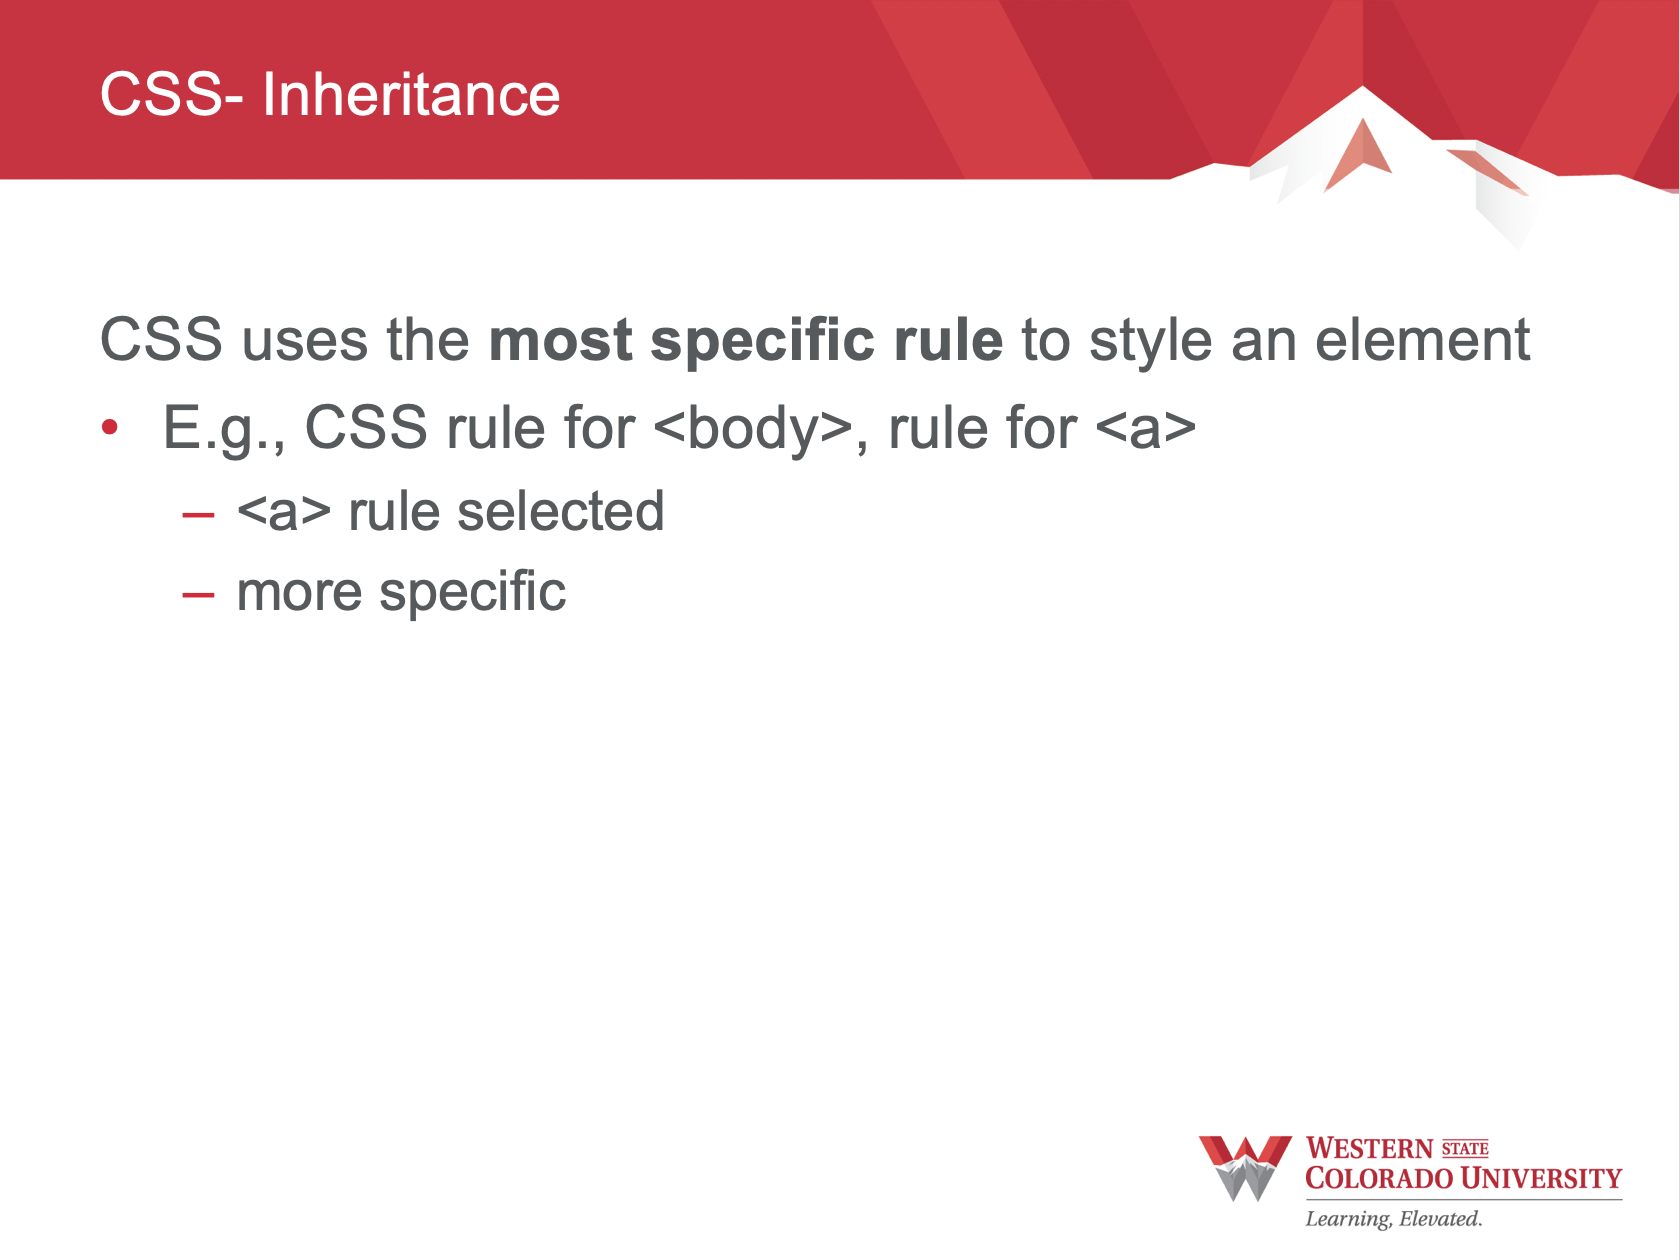 CSS- Inheritance
CSS uses the most specific rule to style an element
• E.g., CSS rule for <body>, rule for <a>
– <a> rule selected
– more specific
WESTERN STATE
COLORADO UNIVERSITY
Learning, Elevated.